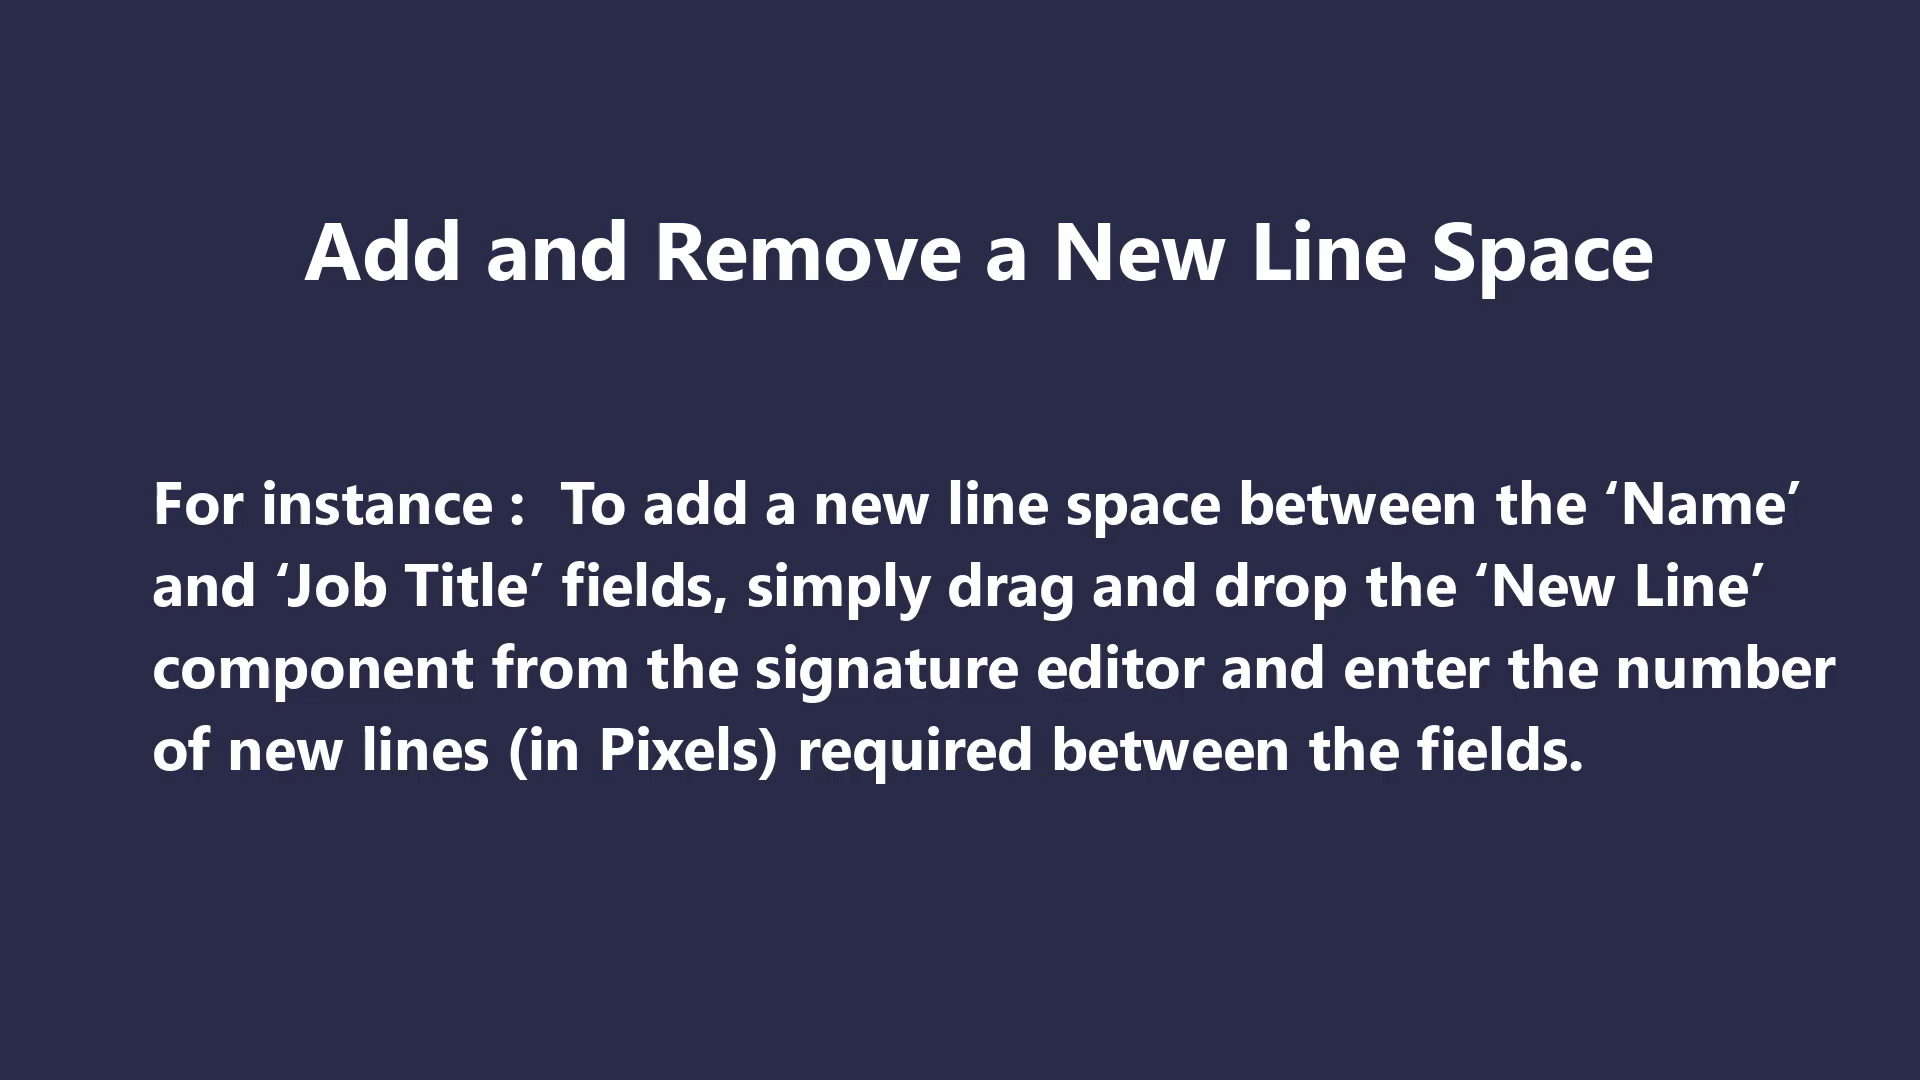 Add and Remove a New Line Space
For instance :  To add a new line space between the ‘Name’
and ‘Job Title’ fields, simply drag and drop the ‘New Line’
component from the signature editor and enter the number
of new lines (in Pixels) required between the fields.